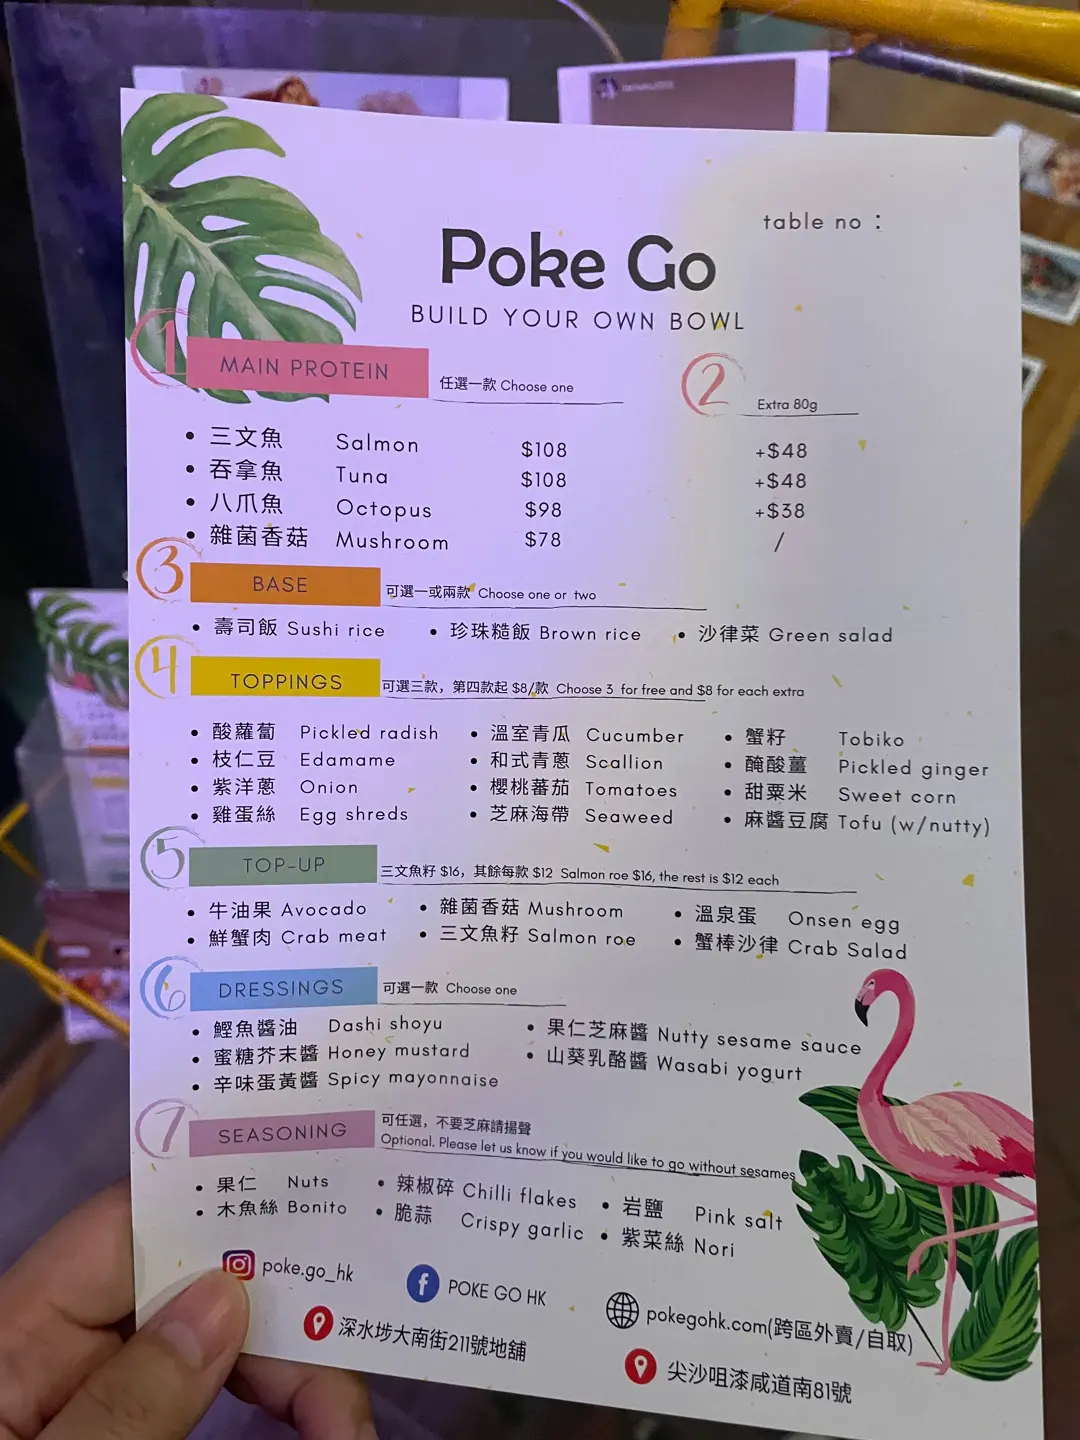 table no :
Poke Go
BUILD YOUR OWN BOWL
1 MAIN PROTEIN 任選一款 Choose one
2 Extra 80g
三文魚 Salmon $108 +$48
吞拿魚 Tuna $108 +$48
八爪魚 Octopus $98 +$38
雜菌香菇 Mushroom $78 /
3 BASE 可選一或兩款 Choose one or two
壽司飯 Sushi rice 珍珠糙飯 Brown rice 沙律菜 Green salad
4 TOPPINGS 可選三款，第四款起 $8/款 Choose 3 for free and $8 for each extra
酸蘿蔔 Pickled radish 溫室青瓜 Cucumber 蟹籽 Tobiko
枝仁豆 Edamame 和式青蔥 Scallion 醃酸薑 Pickled ginger
紫洋蔥 Onion 櫻桃蕃茄 Tomatoes 甜粟米 Sweet corn
雞蛋絲 Egg shreds 芝麻海帶 Seaweed 麻醬豆腐 Tofu (w/nutty)
5 TOP-UP 三文魚籽 $16，其餘每款 $12 Salmon roe $16, the rest is $12 each
牛油果 Avocado 雜菌香菇 Mushroom 溫泉蛋 Onsen egg
鮮蟹肉 Crab meat 三文魚籽 Salmon roe 蟹棒沙律 Crab Salad
6 DRESSINGS 可選一款 Choose one
鰹魚醬油 Dashi shoyu 果仁芝麻醬 Nutty sesame sauce
蜜糖芥末醬 Honey mustard 山葵乳酪醬 Wasabi yogurt
辛味蛋黃醬 Spicy mayonnaise
7 SEASONING 可任選，不要芝麻請揚聲
Optional. Please let us know if you would like to go without sesames
果仁 Nuts 辣椒碎 Chilli flakes 岩鹽 Pink salt
木魚絲 Bonito 脆蒜 Crispy garlic 紫菜絲 Nori
poke.go_hk POKE GO HK pokegohk.com(跨區外賣/自取)
深水埗大南街211號地舖 尖沙咀漆咸道南81號